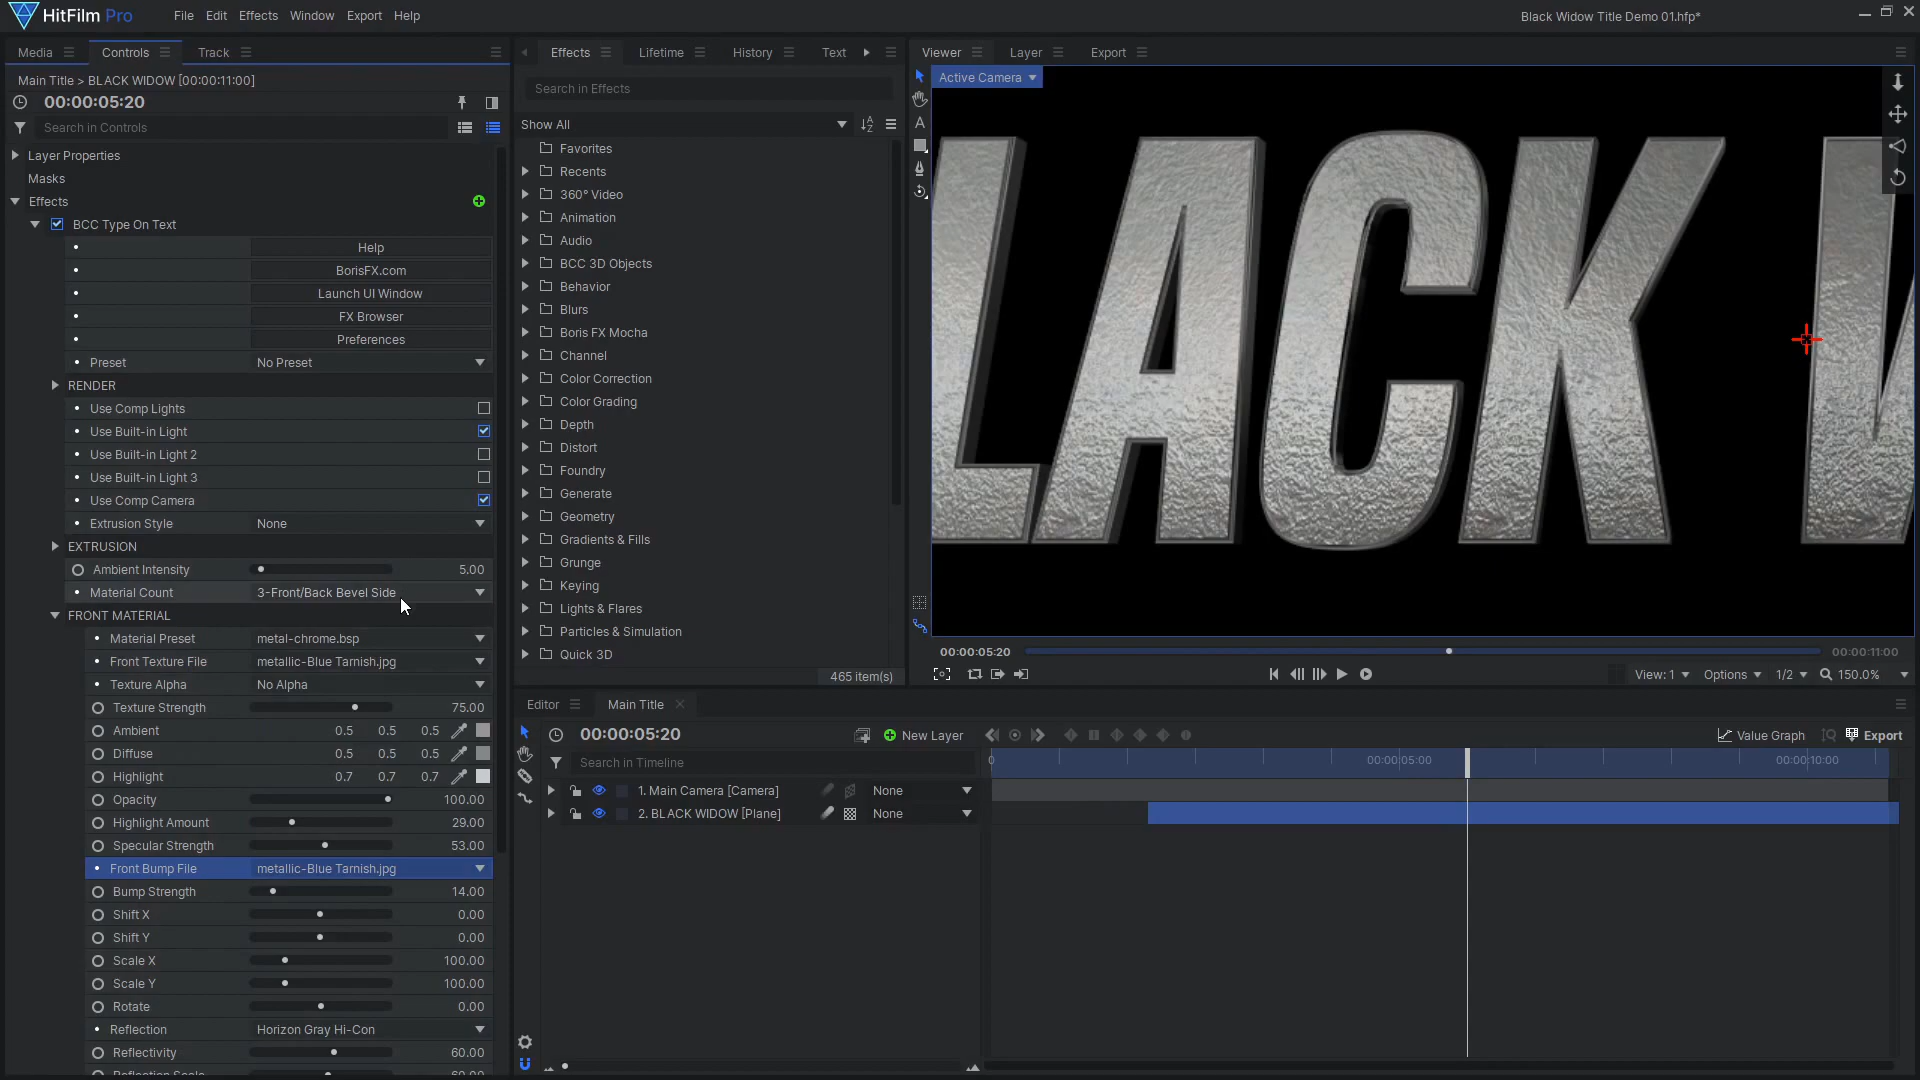 HitFilm Pro
File Edit Effects Window Export Help
Black Widow Title Demo 01.hfp*
Media Controls Track
Main Title > BLACK WIDOW [00:00:11:00]
00:00:05:20
Search in Controls
Layer Properties
Masks
Effects
BCC Type On Text
Help
BorisFX.com
Launch UI Window
FX Browser
Preferences
Preset No Preset
RENDER
Use Comp Lights
Use Built-in Light
Use Built-in Light 2
Use Built-in Light 3
Use Comp Camera
Extrusion Style None
EXTRUSION
Ambient Intensity 5.00
Material Count 3-Front/Back Bevel Side
FRONT MATERIAL
Material Preset metal-chrome.bsp
Front Texture File metallic-Blue Tarnish.jpg
Texture Alpha No Alpha
Texture Strength 75.00
Ambient 0.5 0.5 0.5
Diffuse 0.5 0.5 0.5
Highlight 0.7 0.7 0.7
Opacity 100.00
Highlight Amount 29.00
Specular Strength 53.00
Front Bump File metallic-Blue Tarnish.jpg
Bump Strength 14.00
Shift X 0.00
Shift Y 0.00
Scale X 100.00
Scale Y 100.00
Rotate 0.00
Reflection Horizon Gray Hi-Con
Reflectivity 60.00
Reflection Scale 60.00
Effects Lifetime History Text
Search in Effects
Show All
Favorites
Recents
360° Video
Animation
Audio
BCC 3D Objects
Behavior
Blurs
Boris FX Mocha
Channel
Color Correction
Color Grading
Depth
Distort
Foundry
Generate
Geometry
Gradients & Fills
Grunge
Keying
Lights & Flares
Particles & Simulation
Quick 3D
465 item(s)
Viewer Layer Export
Active Camera
LACK W
00:00:05:20 00:00:11:00
View: 1 Options 1/2 150.0%
Editor Main Title
00:00:05:20 New Layer Value Graph Export
Search in Timeline
0 00:00:05:00 00:00:10:00
1. Main Camera [Camera] None
2. BLACK WIDOW [Plane] None